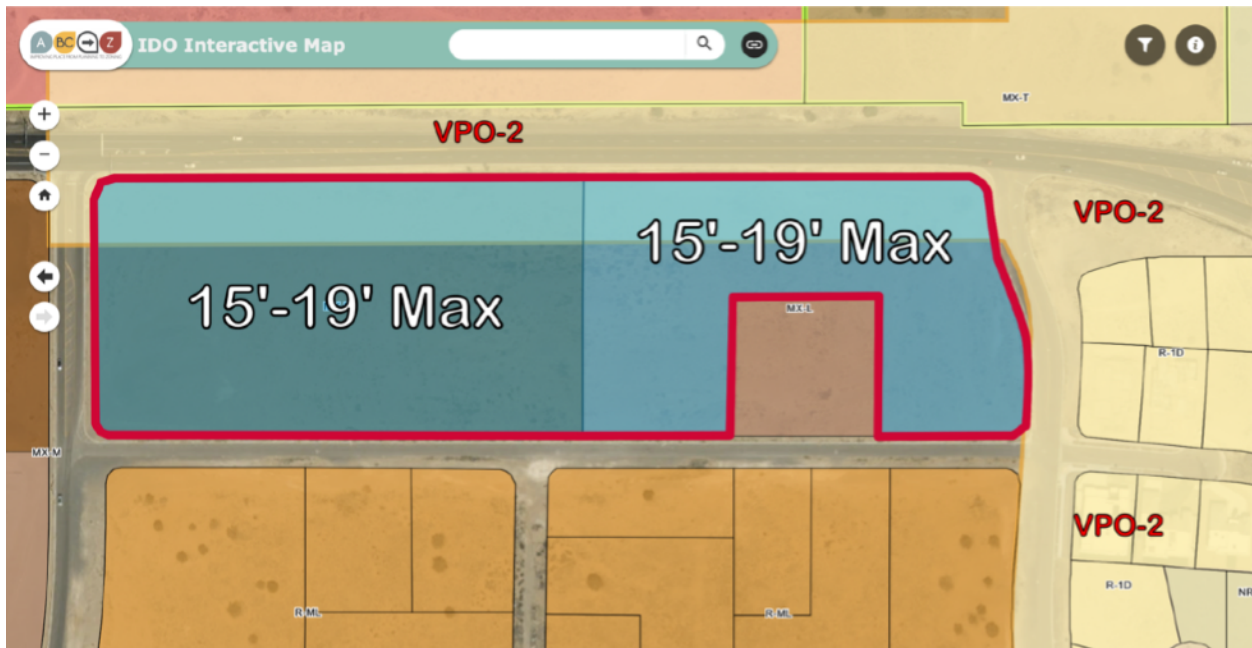 A BC Z
IDO Interactive Map
MX-T
VPO-2
VPO-2
15'-19' Max
15'-19' Max
MX-L
R-1D
MX-M
VPO-2
R-1D
NR
R-ML
R-ML